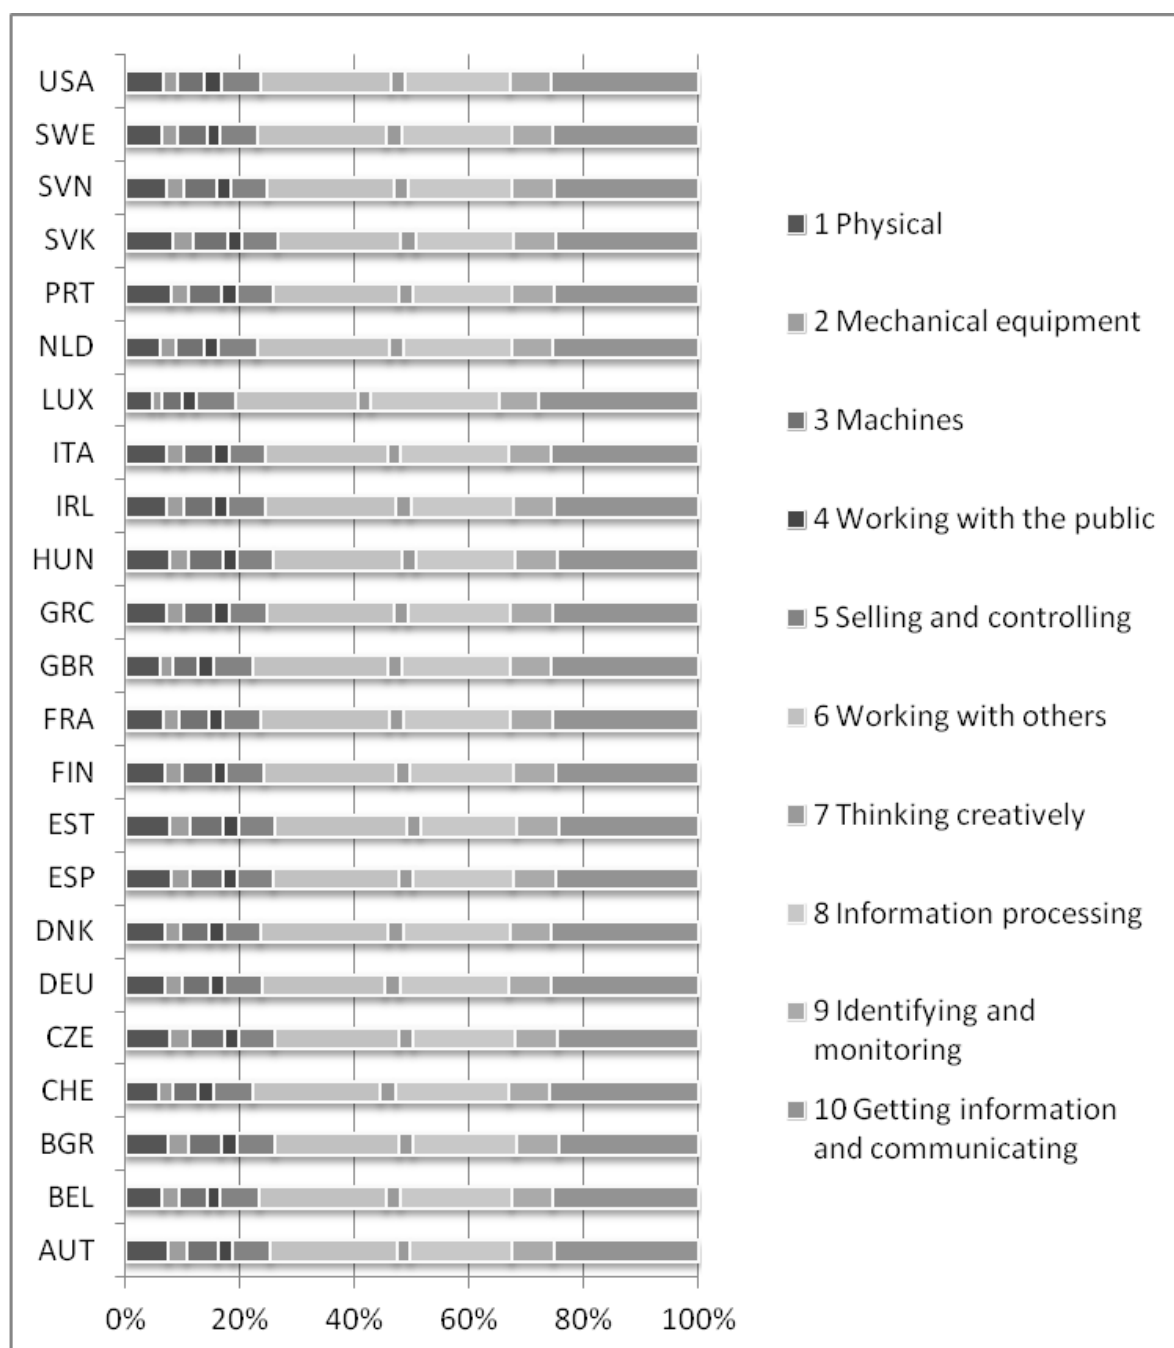 USA
SWE
SVN
SVK
PRT
NLD
LUX
ITA
IRL
HUN
GRC
GBR
FRA
FIN
EST
ESP
DNK
DEU
CZE
CHE
BGR
BEL
AUT
0% 20% 40% 60% 80% 100%
1 Physical
2 Mechanical equipment
3 Machines
4 Working with the public
5 Selling and controlling
6 Working with others
7 Thinking creatively
8 Information processing
9 Identifying and
monitoring
10 Getting information
and communicating